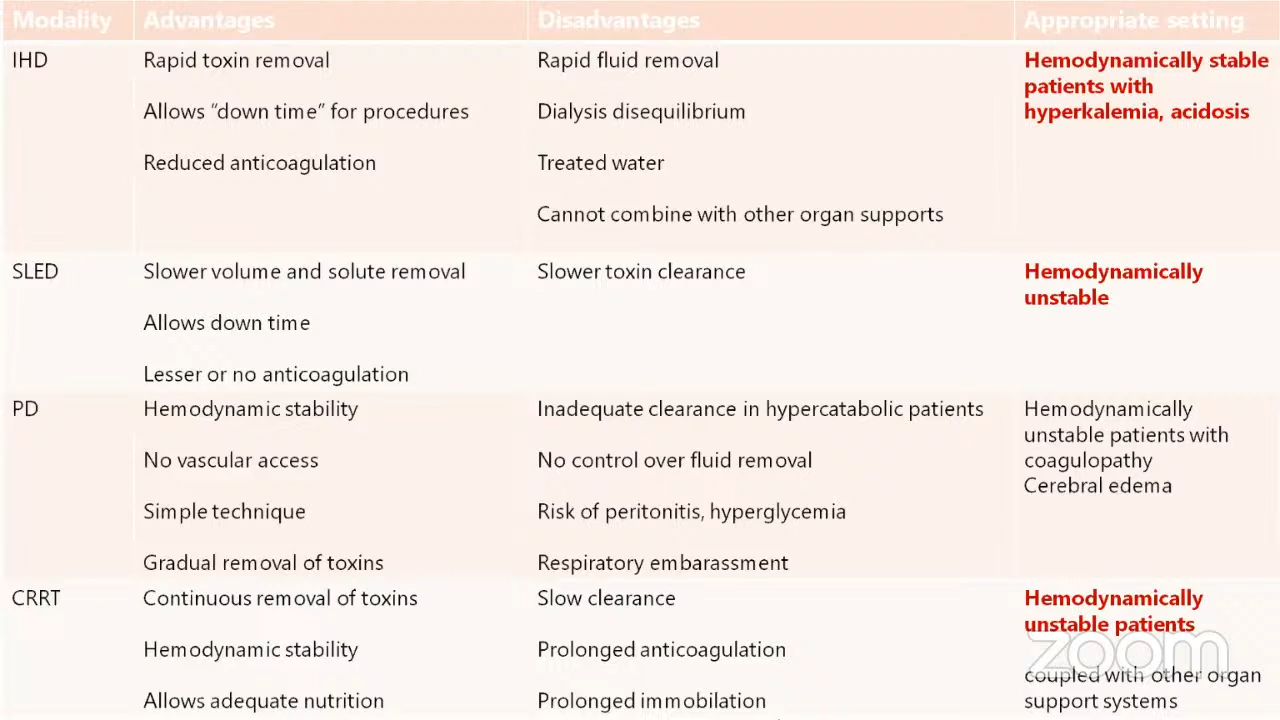 Modality Advantages Disadvantages Appropriate setting
IHD Rapid toxin removal Rapid fluid removal Hemodynamically stable
patients with
Allows “down time” for procedures Dialysis disequilibrium hyperkalemia, acidosis
Reduced anticoagulation Treated water
Cannot combine with other organ supports
SLED Slower volume and solute removal Slower toxin clearance Hemodynamically
unstable
Allows down time
Lesser or no anticoagulation
PD Hemodynamic stability Inadequate clearance in hypercatabolic patients Hemodynamically
unstable patients with
No vascular access No control over fluid removal coagulopathy
Cerebral edema
Simple technique Risk of peritonitis, hyperglycemia
Gradual removal of toxins Respiratory embarassment
CRRT Continuous removal of toxins Slow clearance Hemodynamically
unstable patients
Hemodynamic stability Prolonged anticoagulation
zoom
coupled with other organ
Allows adequate nutrition Prolonged immobilation support systems